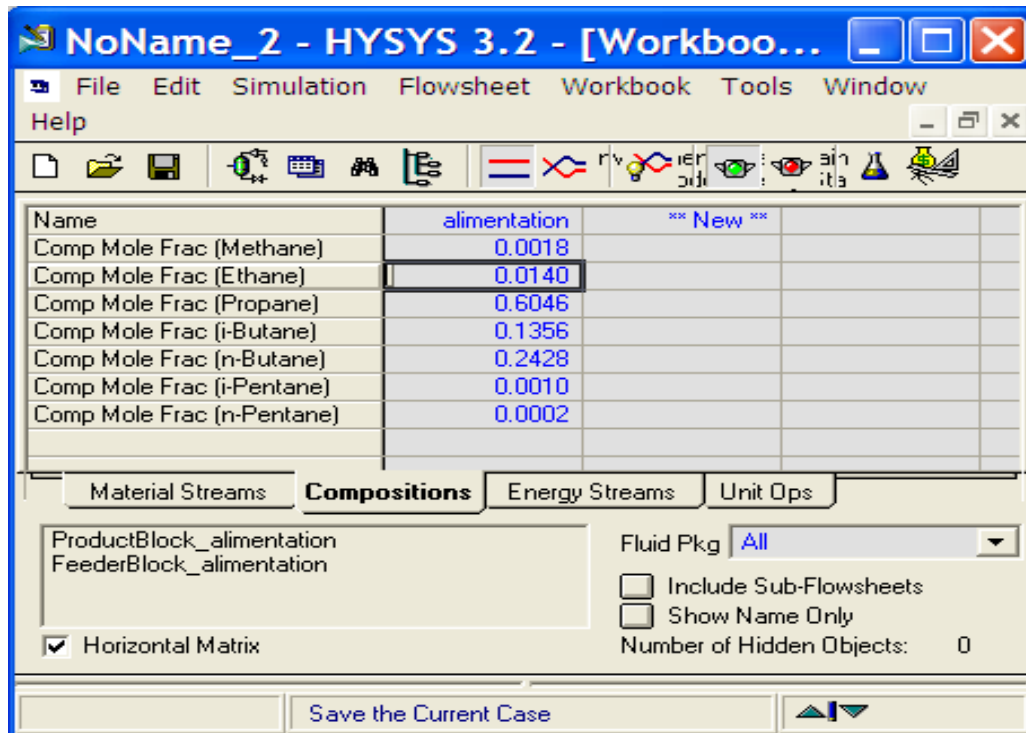 NoName_2 - HYSYS 3.2 - [Workboo...
File Edit Simulation Flowsheet Workbook Tools Window
Help
Name alimentation ** New **
Comp Mole Frac (Methane) 0.0018
Comp Mole Frac (Ethane) 0.0140
Comp Mole Frac (Propane) 0.6046
Comp Mole Frac (i-Butane) 0.1356
Comp Mole Frac (n-Butane) 0.2428
Comp Mole Frac (i-Pentane) 0.0010
Comp Mole Frac (n-Pentane) 0.0002
Material Streams Compositions Energy Streams Unit Ops
ProductBlock_alimentation
FeederBlock_alimentation
Fluid Pkg All
Include Sub-Flowsheets
Show Name Only
Horizontal Matrix Number of Hidden Objects: 0
Save the Current Case